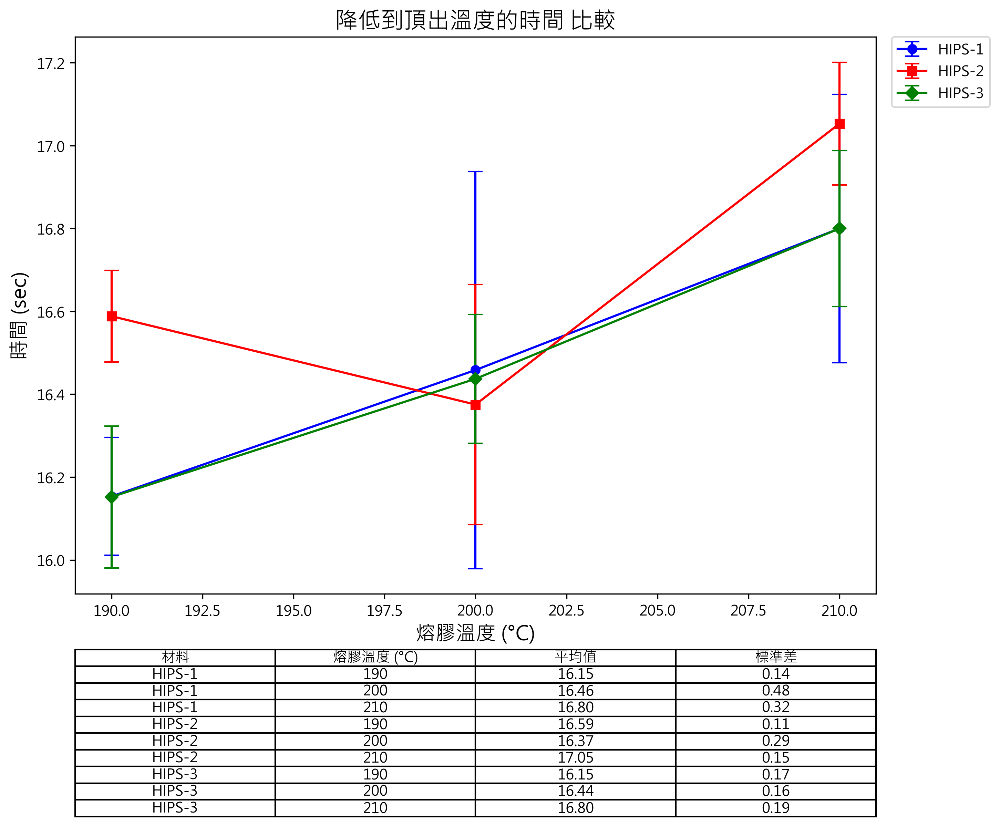 降低到頂出溫度的時間 比較
HIPS-1
HIPS-2
HIPS-3
時間 (sec)
17.2
17.0
16.8
16.6
16.4
16.2
16.0
190.0 192.5 195.0 197.5 200.0 202.5 205.0 207.5 210.0
熔膠溫度 (°C)
材料 熔膠溫度 (°C) 平均值 標準差
HIPS-1 190 16.15 0.14
HIPS-1 200 16.46 0.48
HIPS-1 210 16.80 0.32
HIPS-2 190 16.59 0.11
HIPS-2 200 16.37 0.29
HIPS-2 210 17.05 0.15
HIPS-3 190 16.15 0.17
HIPS-3 200 16.44 0.16
HIPS-3 210 16.80 0.19